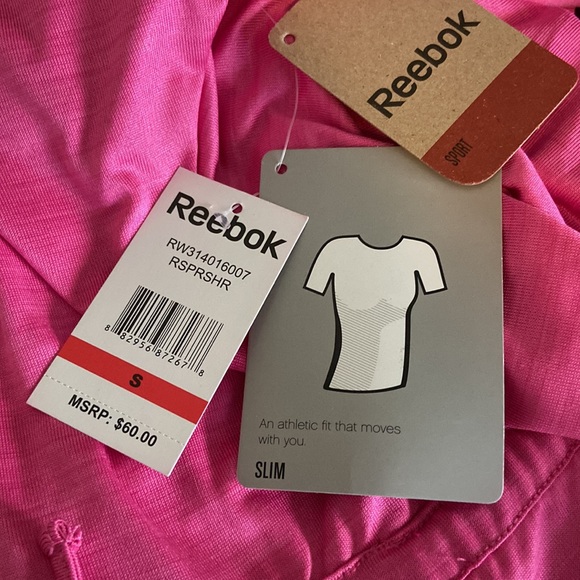 Reebok
SPORT
Reebok
RW314016007
RSPRSHR
8 82956 87267 8
S
MSRP: $60.00
An athletic fit that moves
with you.
SLIM